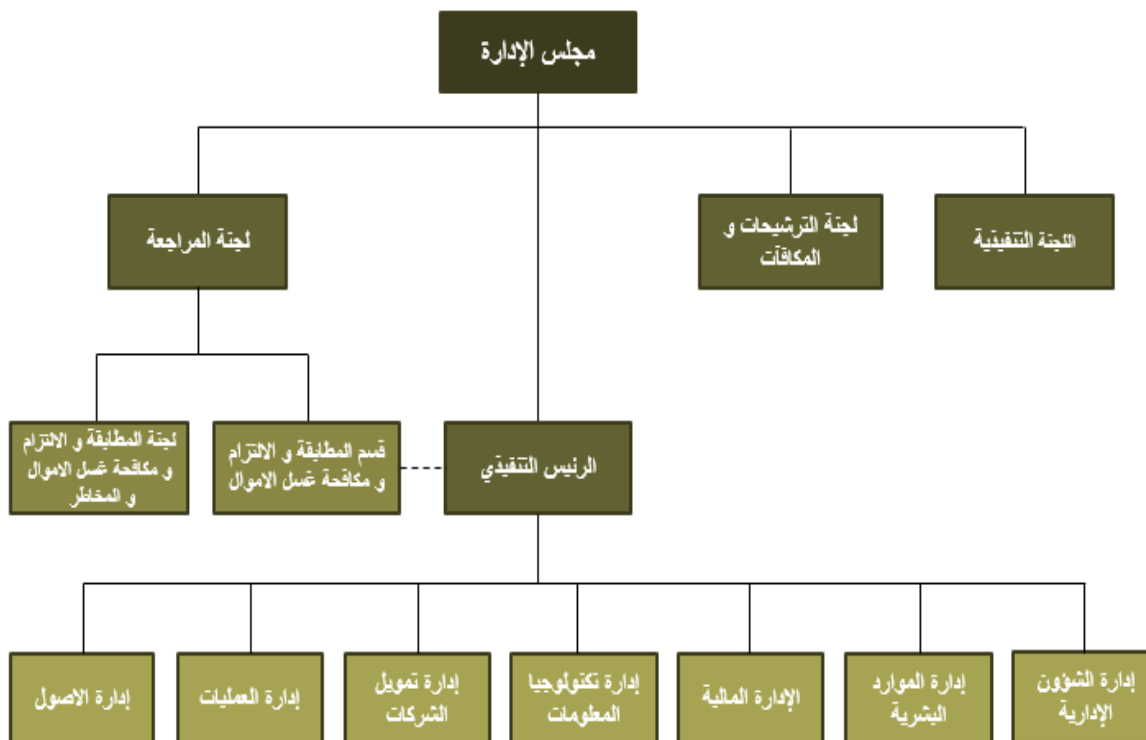 مجلس الإدارة
اللجنة التنفيذية
لجنة الترشيحات و
المكافآت
لجنة المراجعة
الرئيس التنفيذي
قسم المطابقة و الالتزام
و مكافحة غسل الاموال
لجنة المطابقة و الالتزام
و مكافحة غسل الاموال
و المخاطر
إدارة الشؤون
الإدارية
إدارة الموارد
البشرية
الإدارة المالية
إدارة تكنولوجيا
المعلومات
إدارة تمويل
الشركات
إدارة العمليات
إدارة الاصول